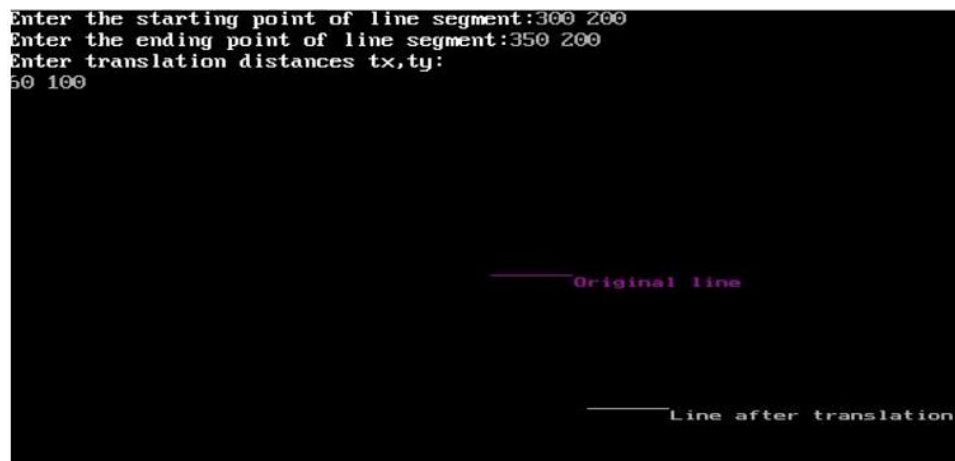 Enter the starting point of line segment:300 200
Enter the ending point of line segment:350 200
Enter translation distances tx,ty:
60 100
Original line
Line after translation